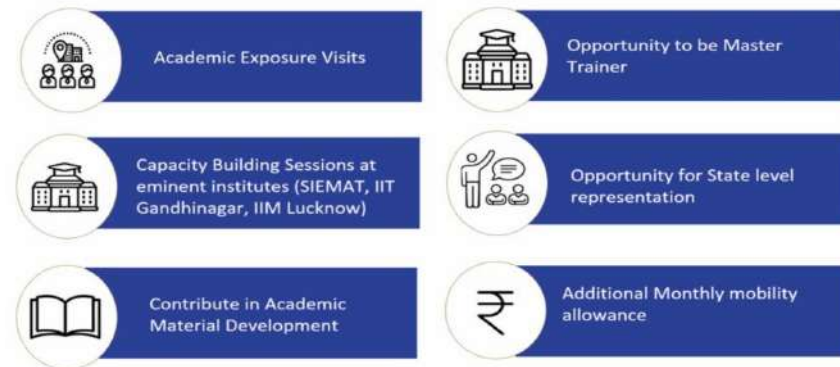 Academic Exposure Visits
Opportunity to be Master
Trainer
Capacity Building Sessions at
eminent institutes (SIEMAT, IIT
Gandhinagar, IIM Lucknow)
Opportunity for State level
representation
Contribute in Academic
Material Development
₹
Additional Monthly mobility
allowance